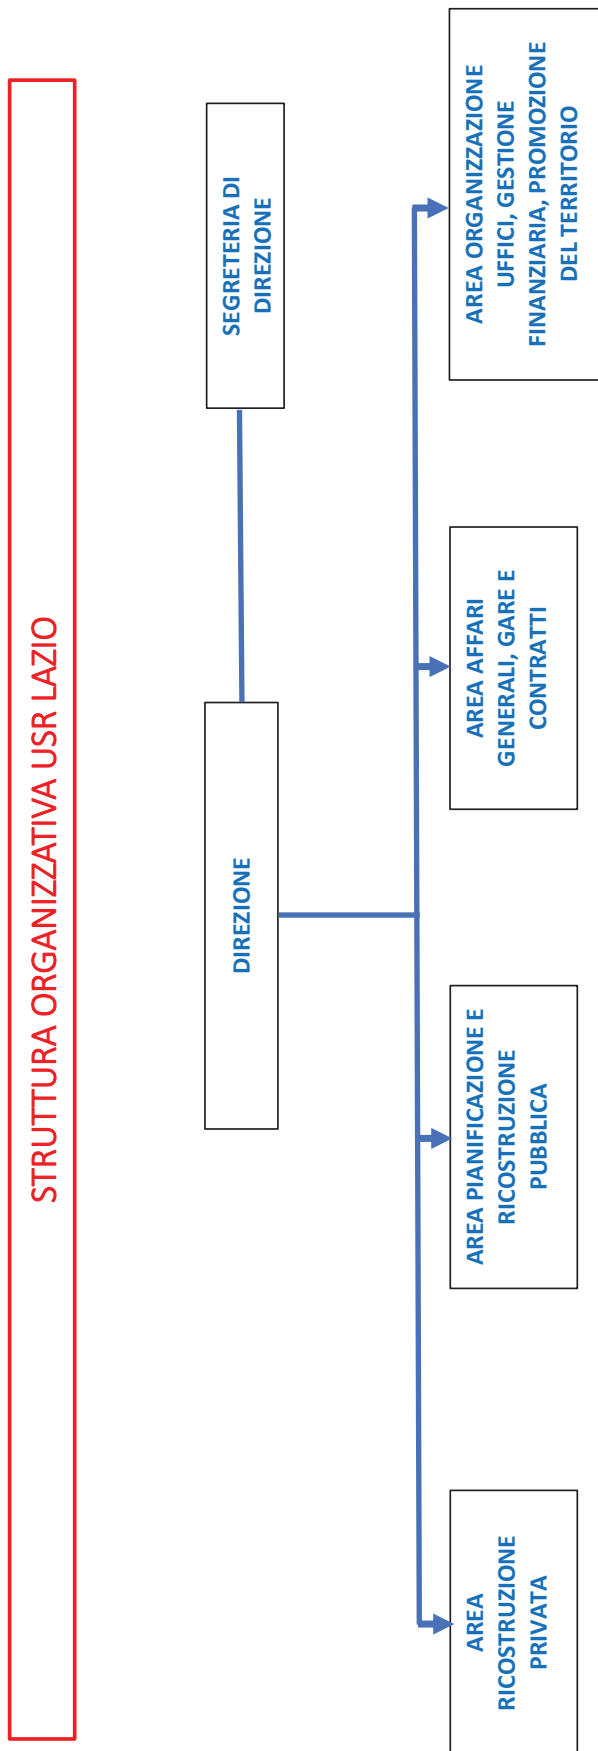 STRUTTURA ORGANIZZATIVA USR LAZIO
SEGRETERIA DI
DIREZIONE
DIREZIONE
AREA
RICOSTRUZIONE
PRIVATA
AREA PIANIFICAZIONE E
RICOSTRUZIONE
PUBBLICA
AREA AFFARI
GENERALI, GARE E
CONTRATTI
AREA ORGANIZZAZIONE
UFFICI, GESTIONE
FINANZIARIA, PROMOZIONE
DEL TERRITORIO